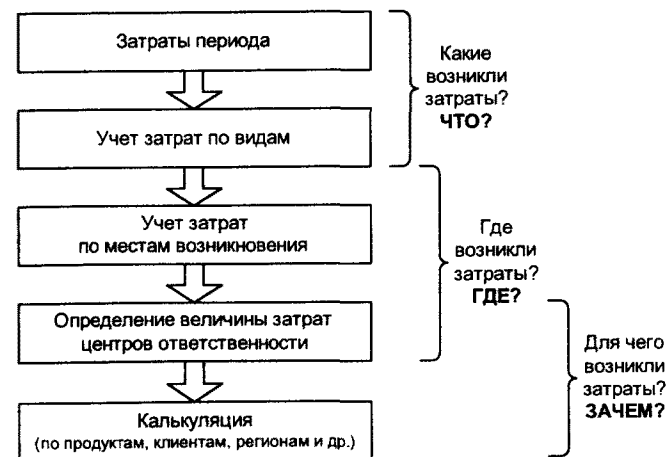 Затраты периода
Учет затрат по видам
Какие
возникли
затраты?
ЧТО?
Учет затрат
по местам возникновения
Определение величины затрат
центров ответственности
Где
возникли
затраты?
ГДЕ?
Калькуляция
(по продуктам, клиентам, регионам и др.)
Для чего
возникли
затраты?
ЗАЧЕМ?